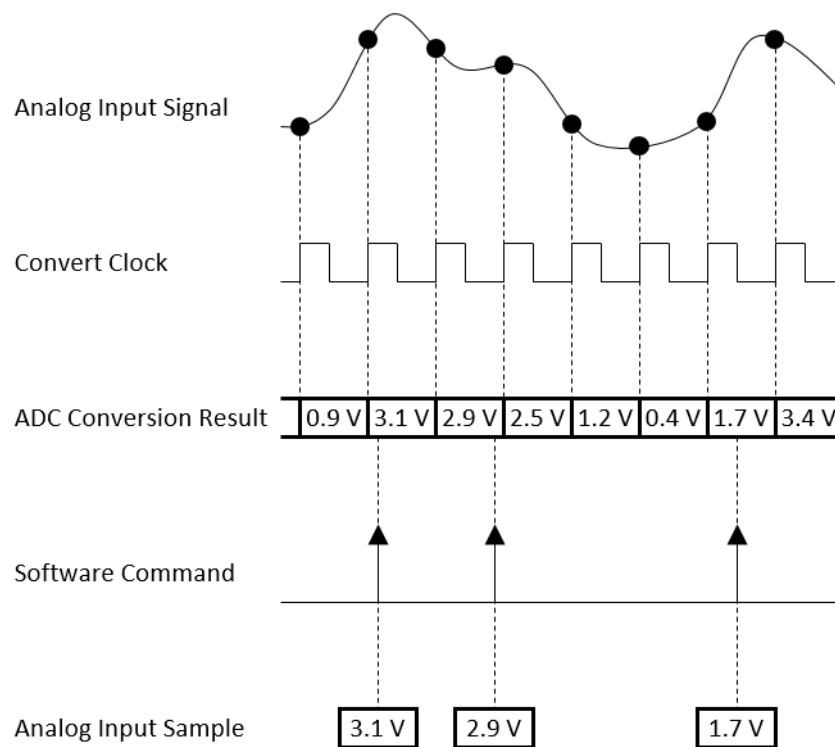 Analog Input Signal
Convert Clock
ADC Conversion Result 0.9 V 3.1 V 2.9 V 2.5 V 1.2 V 0.4 V 1.7 V 3.4 V
Software Command
Analog Input Sample 3.1 V 2.9 V 1.7 V